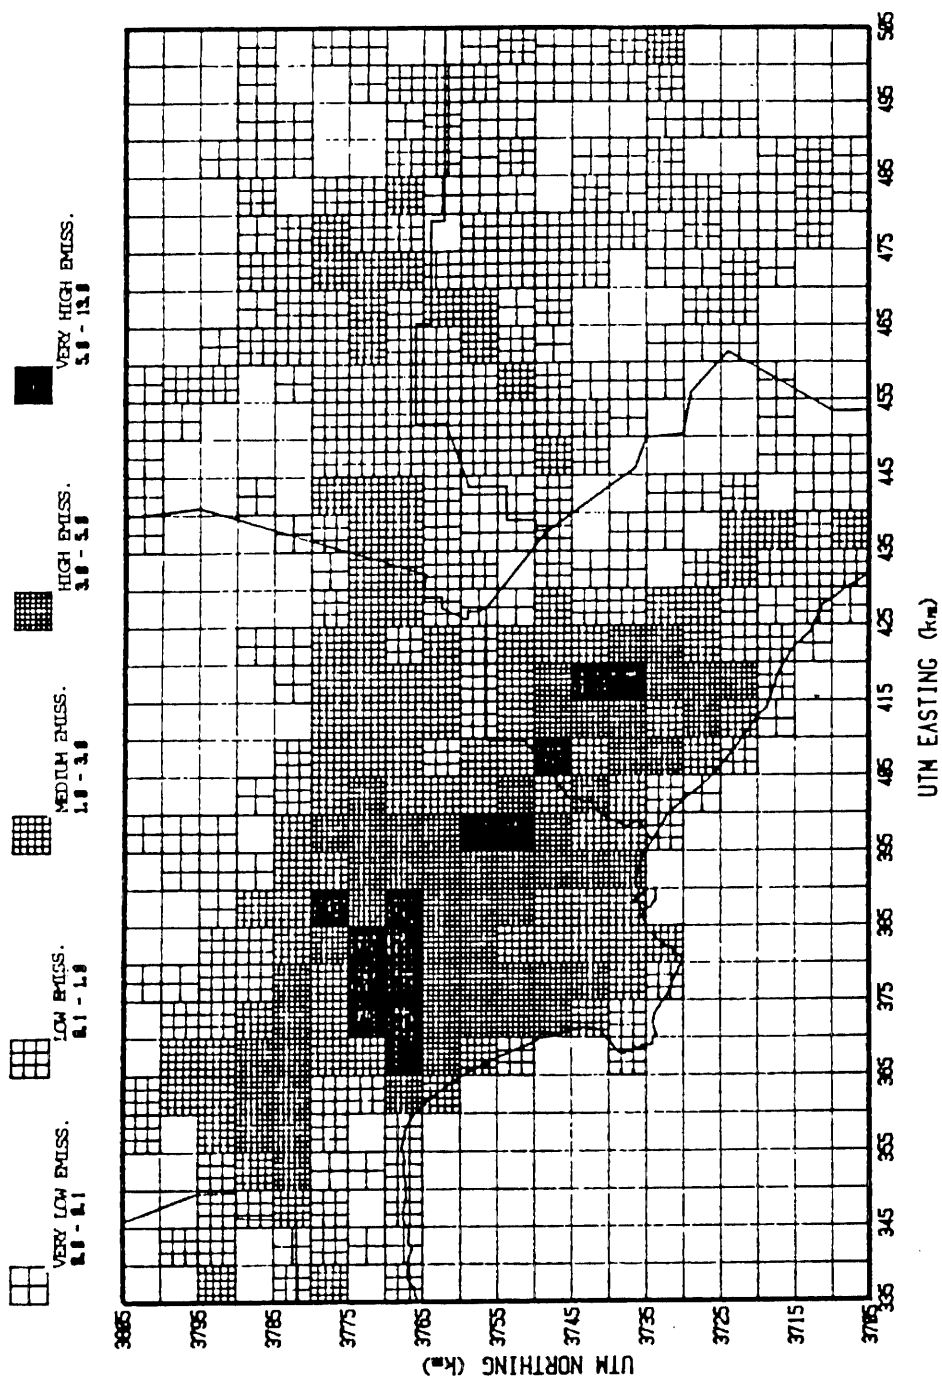 VERY LOW EMISS.
0.0 - 0.1
LOW EMISS.
0.1 - 1.0
MEDIUM EMISS.
1.0 - 3.0
HIGH EMISS.
3.0 - 5.0
VERY HIGH EMISS.
5.0 - 13.0
UTM NORTHING (km)
3805
3795
3785
3775
3765
3755
3745
3735
3725
3715
3705
335
345
355
365
375
385
395
405
415
425
435
445
455
465
475
485
495
505
UTM EASTING (km)